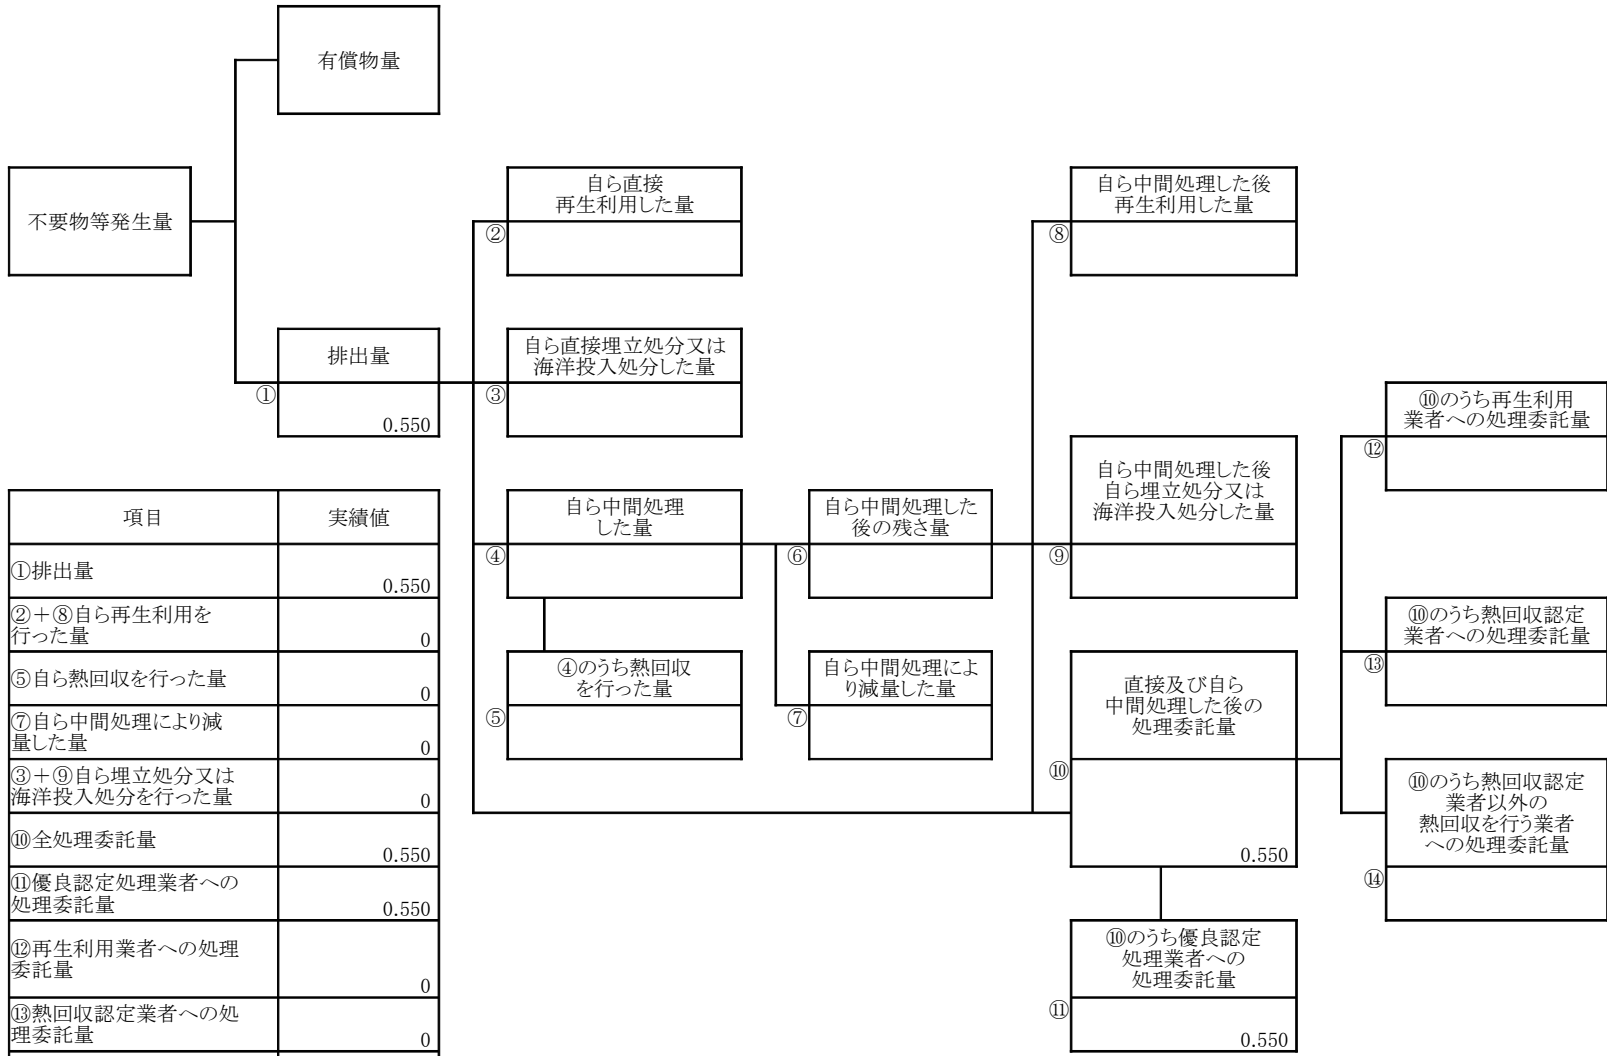 有償物量
不要物等発生量
自ら直接
再生利用した量
②
自ら中間処理した後
再生利用した量
⑧
排出量
①
0.550
自ら直接埋立処分又は
海洋投入処分した量
③
⑩のうち再生利用
業者への処理委託量
⑫
自ら中間処理した後
自ら埋立処分又は
海洋投入処分した量
⑨
自ら中間処理
した量
④
自ら中間処理した
後の残さ量
⑥
④のうち熱回収
を行った量
⑤
自ら中間処理によ
り減量した量
⑦
直接及び自ら
中間処理した後の
処理委託量
⑩
0.550
⑩のうち熱回収認定
業者への処理委託量
⑬
⑩のうち熱回収認定
業者以外の
熱回収を行う業者
への処理委託量
⑭
⑩のうち優良認定
処理業者への
処理委託量
⑪
0.550
項目 実績値
①排出量
0.550
②＋⑧自ら再生利用を
行った量
0
⑤自ら熱回収を行った量
0
⑦自ら中間処理により減
量した量
0
③＋⑨自ら埋立処分又は
海洋投入処分を行った量
0
⑩全処理委託量
0.550
⑪優良認定処理業者への
処理委託量
0.550
⑫再生利用業者への処理
委託量
0
⑬熱回収認定業者への処
理委託量
0